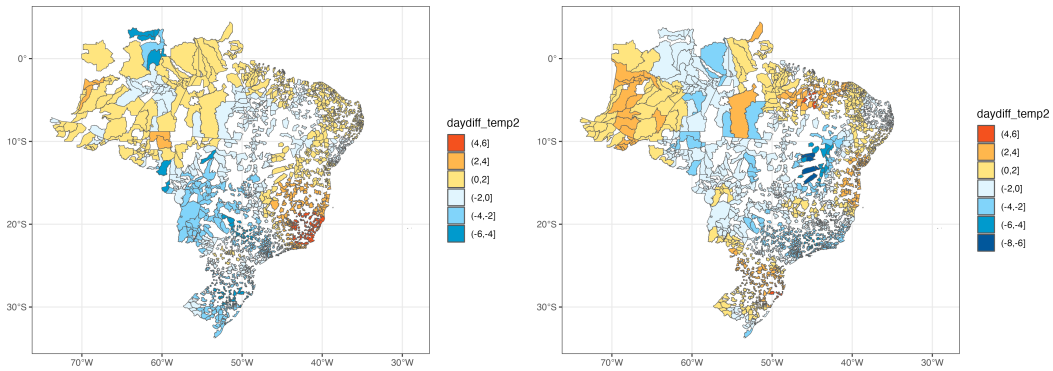 0°
10°S
20°S
30°S
70°W
60°W
50°W
40°W
30°W
daydiff_temp2
(4,6]
(2,4]
(0,2]
(-2,0]
(-4,-2]
(-6,-4]
0°
10°S
20°S
30°S
70°W
60°W
50°W
40°W
30°W
daydiff_temp2
(4,6]
(2,4]
(0,2]
(-2,0]
(-4,-2]
(-6,-4]
(-8,-6]